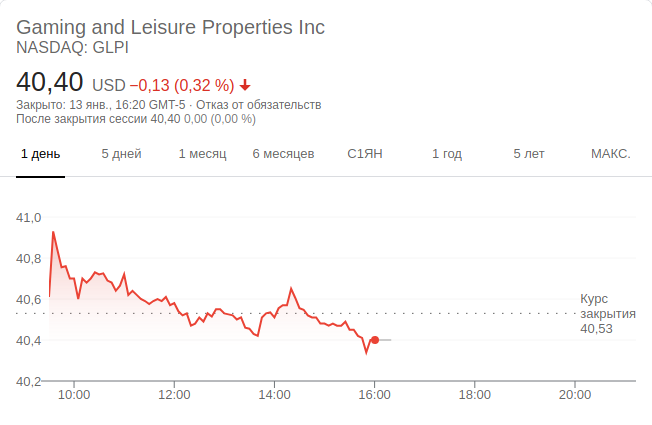 Gaming and Leisure Properties Inc
NASDAQ: GLPI
40,40 USD −0,13 (0,32 %)
Закрыто: 13 янв., 16:20 GMT-5 · Отказ от обязательств
После закрытия сессии 40,40 0,00 (0,00 %)
1 день 5 дней 1 месяц 6 месяцев С1ЯН 1 год 5 лет МАКС.
41,0
40,8
40,6
Курс
закрытия
40,53
40,4
40,2
10:00 12:00 14:00 16:00 18:00 20:00